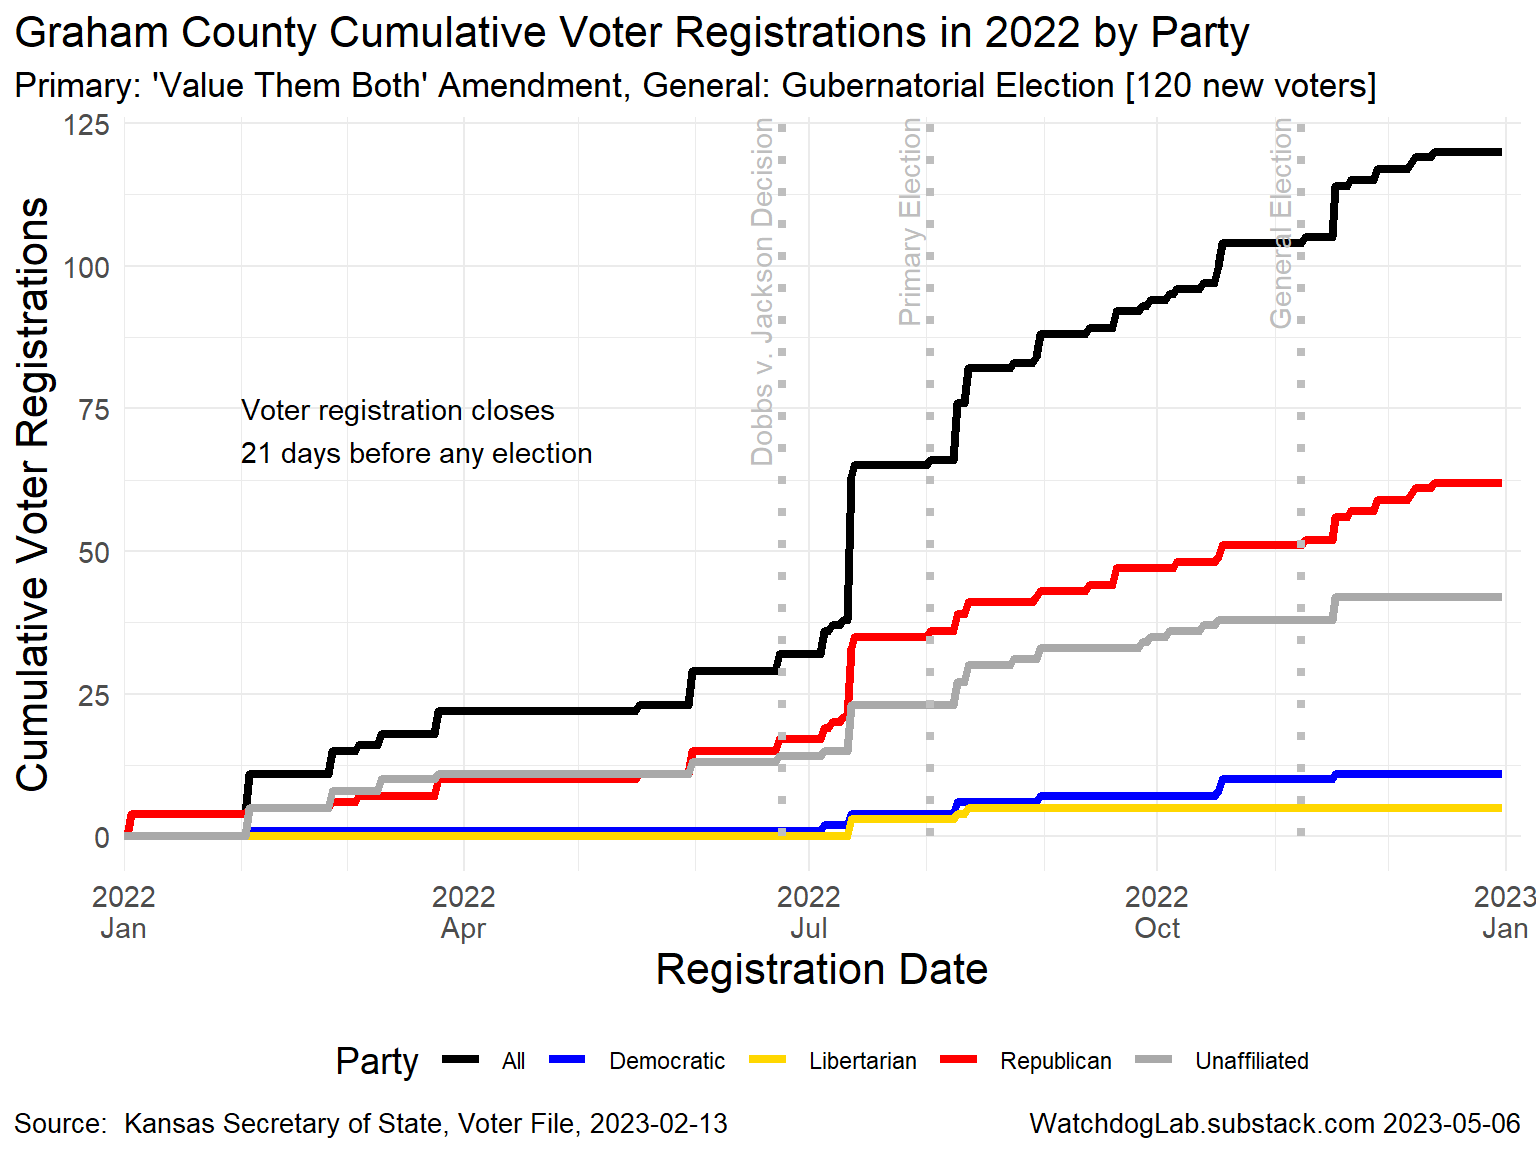 Graham County Cumulative Voter Registrations in 2022 by Party
Primary: 'Value Them Both' Amendment, General: Gubernatorial Election [120 new voters]
Cumulative Voter Registrations
125
100
75
50
25
0
Voter registration closes
21 days before any election
Dobbs v. Jackson Decision
Primary Election
General Election
2022 2022 2022 2022 2023
Jan Apr Jul Oct Jan
Registration Date
Party All Democratic Libertarian Republican Unaffiliated
Source:  Kansas Secretary of State, Voter File, 2023-02-13
WatchdogLab.substack.com 2023-05-06